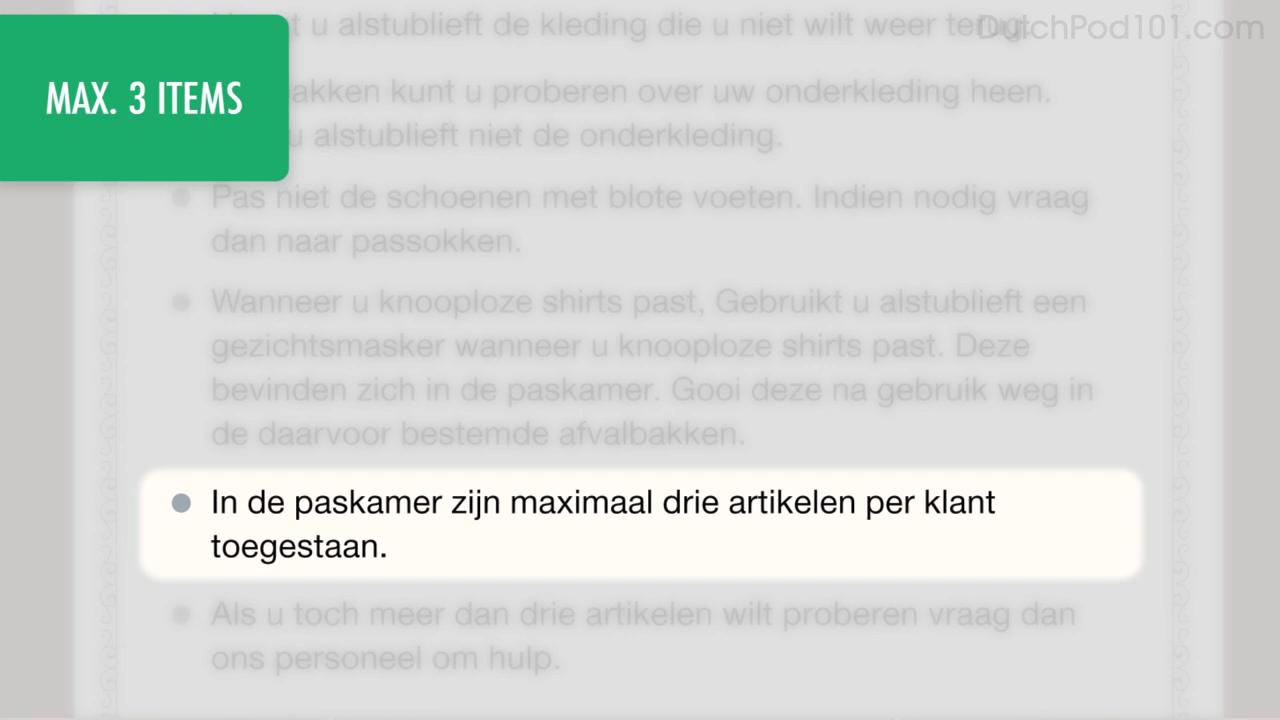 u alstublieft de kleding die u niet wilt weer
DutchPod101.com
MAX. 3 ITEMS
kunt u proberen over uw onderkleding heen.
u alstublieft niet de onderkleding.
Pas niet de schoenen met blote voeten. Indien nodig vraag
dan naar passokken.
Wanneer u knooploze shirts past, Gebruikt u alstublieft een
gezichtsmasker wanneer u knooploze shirts past. Deze
bevinden zich in de paskamer. Gooi deze na gebruik weg in
de daarvoor bestemde afvalbakken.
In de paskamer zijn maximaal drie artikelen per klant
toegestaan.
Als u toch meer dan drie artikelen wilt proberen vraag dan
ons personeel om hulp.